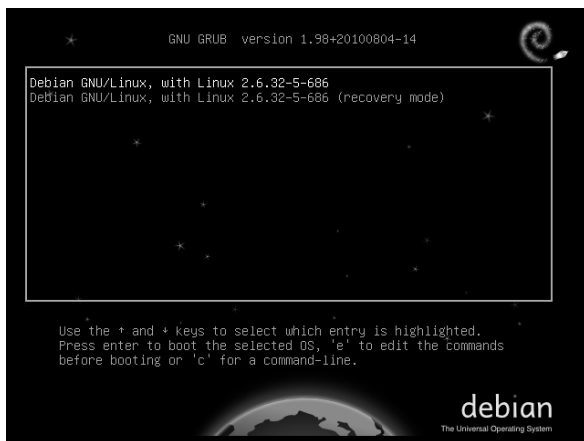 GNU GRUB  version 1.98+20100804-14
Debian GNU/Linux, with Linux 2.6.32-5-686
Debian GNU/Linux, with Linux 2.6.32-5-686 (recovery mode)
Use the ↑ and ↓ keys to select which entry is highlighted.
Press enter to boot the selected OS, 'e' to edit the commands
before booting or 'c' for a command-line.
debian
The Universal Operating System